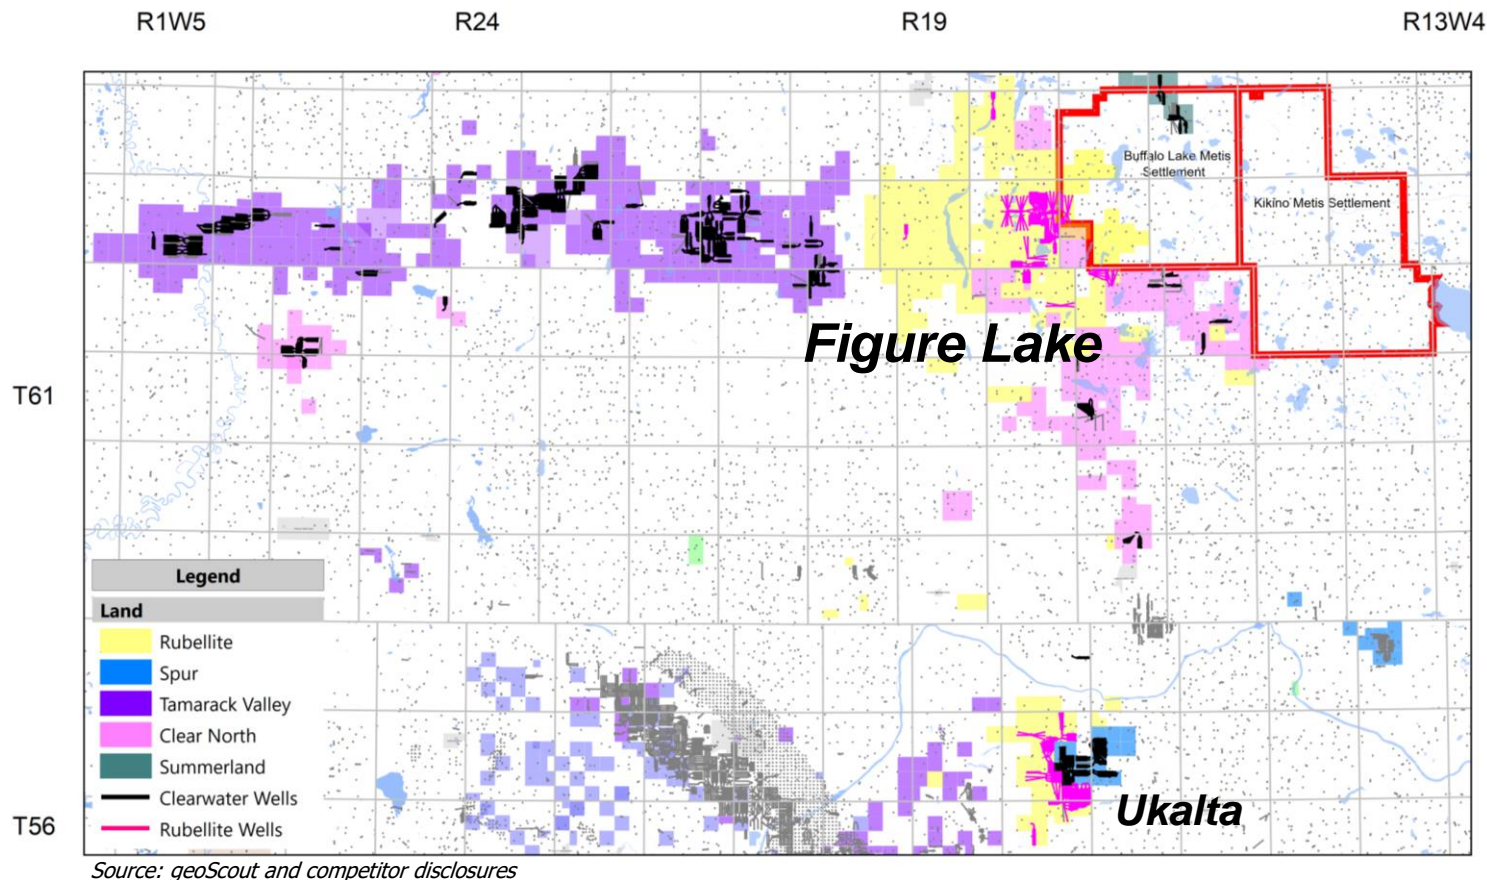 R1W5 R24 R19 R13W4
Buffalo Lake Metis
Settlement
Kikino Metis Settlement
Figure Lake
T61
Legend
Land
Rubellite
Spur
Tamarack Valley
Clear North
Summerland
Clearwater Wells
Rubellite Wells
Ukalta
T56
Source: geoScout and competitor disclosures